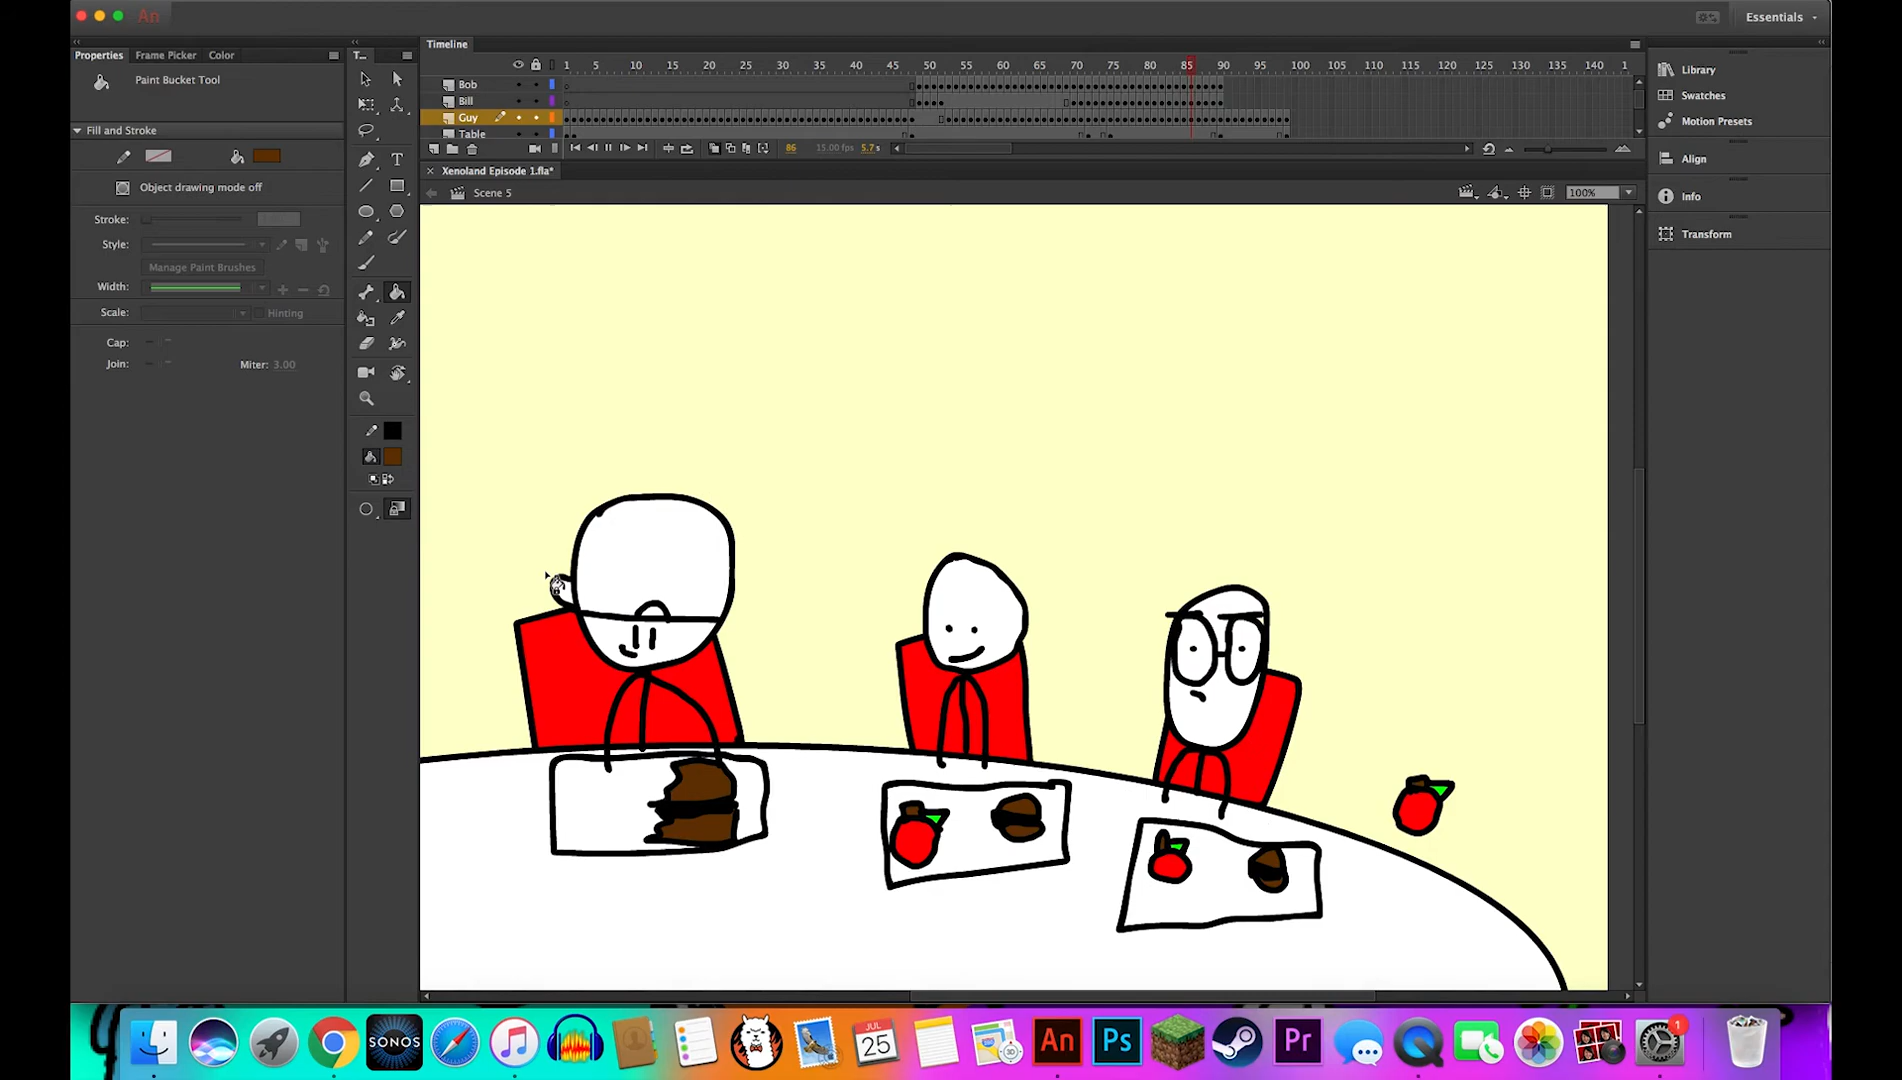 An
Essentials
Properties Frame Picker Color
Timeline
Paint Bucket Tool
1 5 10 15 20 25 30 35 40 45 50 55 60 65 70 75 80 85 90 95 100 105 110 115 120 125 130 135 140 1
Bob
Bill
Guy
Table
86 15.00 fps 5.7 s
Fill and Stroke
Object drawing mode off
Stroke:
Style:
Manage Paint Brushes
Width:
Scale:
Hinting
Cap:
Join:
Miter: 3.00
T
Xenoland Episode 1.fla*
Scene 5
100%
Library
Swatches
Motion Presets
Align
Info
Transform
SONOS
JUL
25
3D
An
Ps
Pr
1